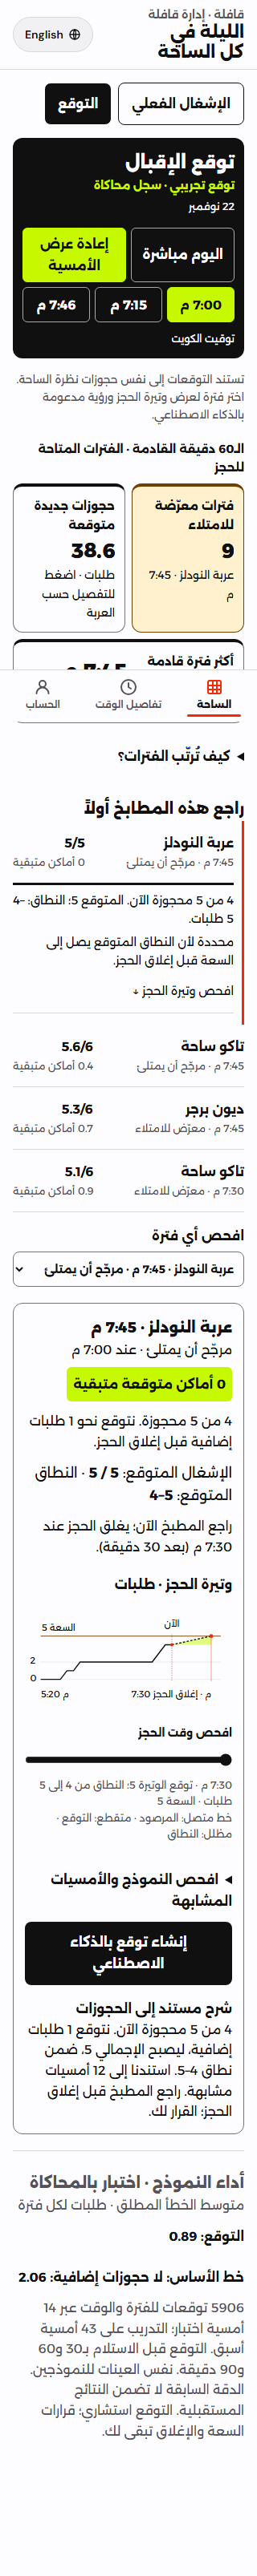 قافلة · إدارة قافلة
الليلة في
كل الساحة
English
الإشغال الفعلي
التوقع
توقع الإقبال
توقع تجريبي · سجل محاكاة
22 نوفمبر
اليوم مباشرة
إعادة عرض
الأمسية
7:00 م
7:15 م
7:46 م
توقيت الكويت
تستند التوقعات إلى نفس حجوزات نظرة الساحة.
اختر فترة لعرض وتيرة الحجز ورؤية مدعومة
بالذكاء الاصطناعي.
الـ60 دقيقة القادمة · الفترات المتاحة
للحجز
فترات معرّضة
للامتلاء
9
عربة النودلز · 7:45
م
حجوزات جديدة
متوقعة
38.6
طلبات · اضغط
للتفصيل حسب
العربة
أكثر فترة قادمة
الساحة
تفاصيل الوقت
الحساب
كيف تُرتّب الفترات؟
راجع هذه المطابخ أولاً
عربة النودلز
5/5
7:45 م · مرجّح أن يمتلئ
0 أماكن متبقية
4 من 5 محجوزة الآن. المتوقع 5؛ النطاق: 4–
5 طلبات.
محددة لأن النطاق المتوقع يصل إلى
السعة قبل إغلاق الحجز.
افحص وتيرة الحجز ↓
تاكو ساحة
5.6/6
7:45 م · مرجّح أن يمتلئ
0.4 أماكن متبقية
ديون برجر
5.3/6
7:45 م · معرّض للامتلاء
0.7 أماكن متبقية
تاكو ساحة
5.1/6
7:30 م · معرّض للامتلاء
0.9 أماكن متبقية
افحص أي فترة
عربة النودلز · 7:45 م · مرجّح أن يمتلئ
عربة النودلز · 7:45 م
مرجّح أن يمتلئ · عند 7:00 م
0 أماكن متوقعة متبقية
4 من 5 محجوزة. نتوقع نحو 1 طلبات
إضافية قبل إغلاق الحجز.
الإشغال المتوقع: 5 / 5 · النطاق
المتوقع: 4–5
راجع المطبخ الآن؛ يغلق الحجز عند
7:30 م (بعد 30 دقيقة).
وتيرة الحجز · طلبات
السعة 5
الآن
2
0
5:20 م
م · إغلاق الحجز 7:30
افحص وقت الحجز
7:30 م · توقع الوتيرة 5؛ النطاق من 4 إلى 5
طلبات · السعة 5
خط متصل: المرصود · متقطع: التوقع ·
مظلل: النطاق
افحص النموذج والأمسيات
المشابهة
إنشاء توقع بالذكاء
الاصطناعي
شرح مستند إلى الحجوزات
4 من 5 محجوزة الآن. نتوقع 1 طلبات
إضافية، ليصبح الإجمالي 5، ضمن
نطاق 4–5. استندنا إلى 12 أمسيات
مشابهة. راجع المطبخ قبل إغلاق
الحجز؛ القرار لك.
أداء النموذج · اختبار بالمحاكاة
متوسط الخطأ المطلق · طلبات لكل فترة
التوقع: 0.89
خط الأساس: لا حجوزات إضافية: 2.06
5906 توقعات للفترة والوقت عبر 14
أمسية اختبار؛ التدريب على 43 أمسية
أسبق. التوقع قبل الاستلام بـ30 و60
و90 دقيقة. نفس العينات للنموذجين.
الدقة السابقة لا تضمن النتائج
المستقبلية. التوقع استشاري؛ قرارات
السعة والإغلاق تبقى لك.